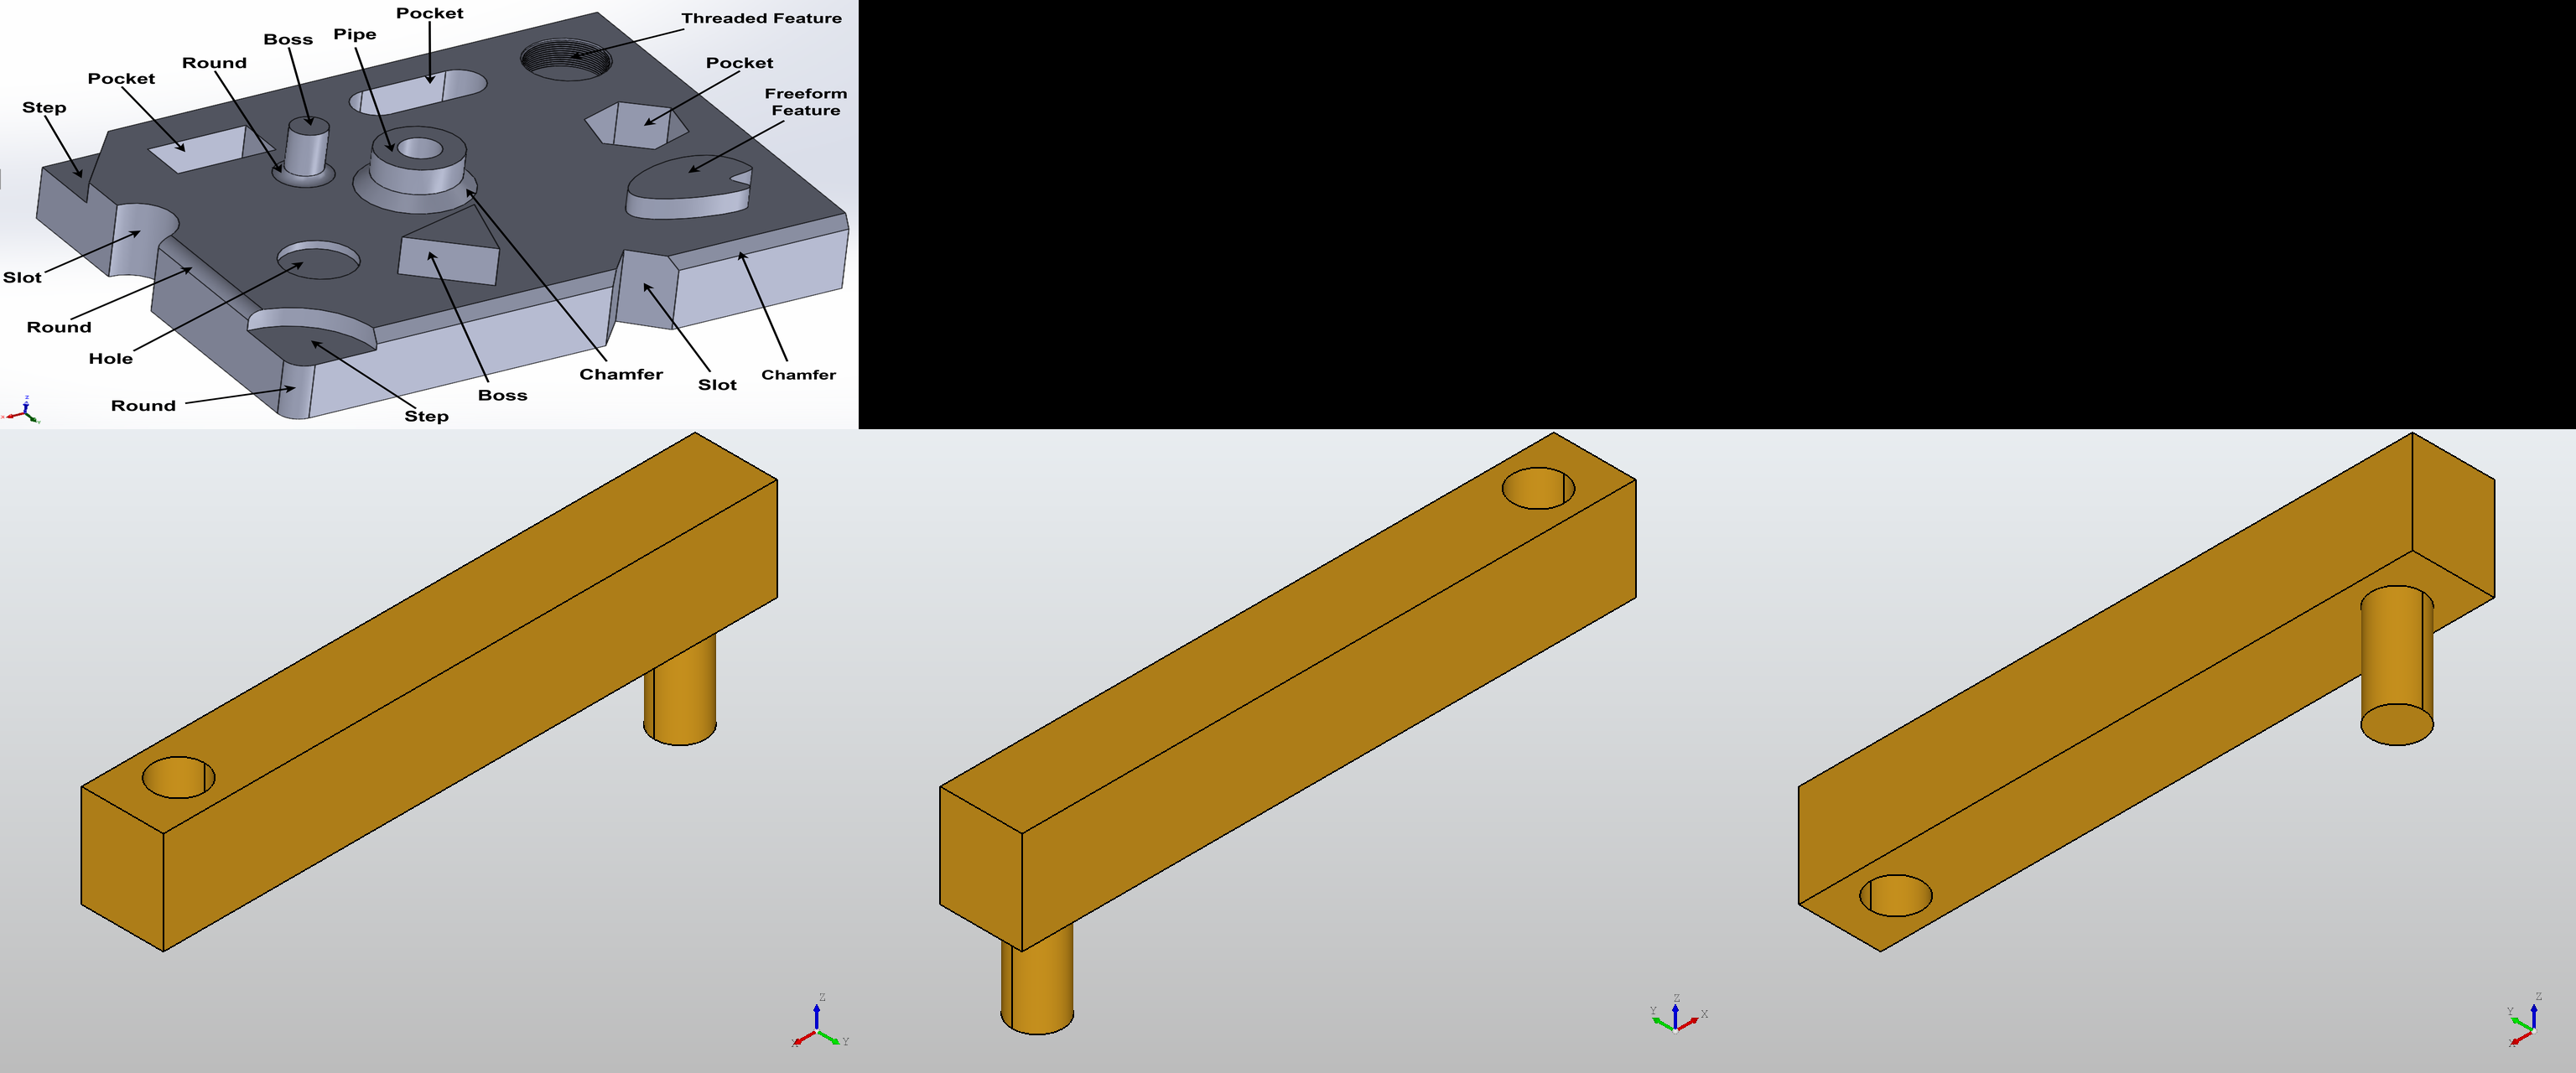 Pocket
Threaded Feature
Boss
Pipe
Round
Pocket
Pocket
Step
Freeform
Feature
Slot
Round
Hole
Chamfer
Slot
Chamfer
Boss
Round
Step
Z
X
Y
Z
Y
X
Z
Y
X